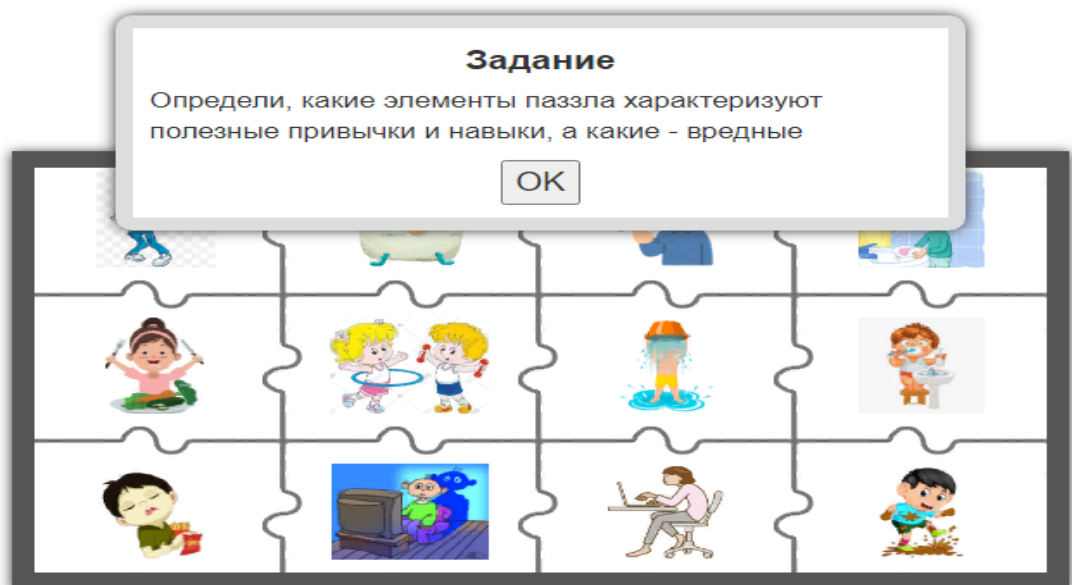 Задание
Определи, какие элементы паззла характеризуют
полезные привычки и навыки, а какие - вредные
OK